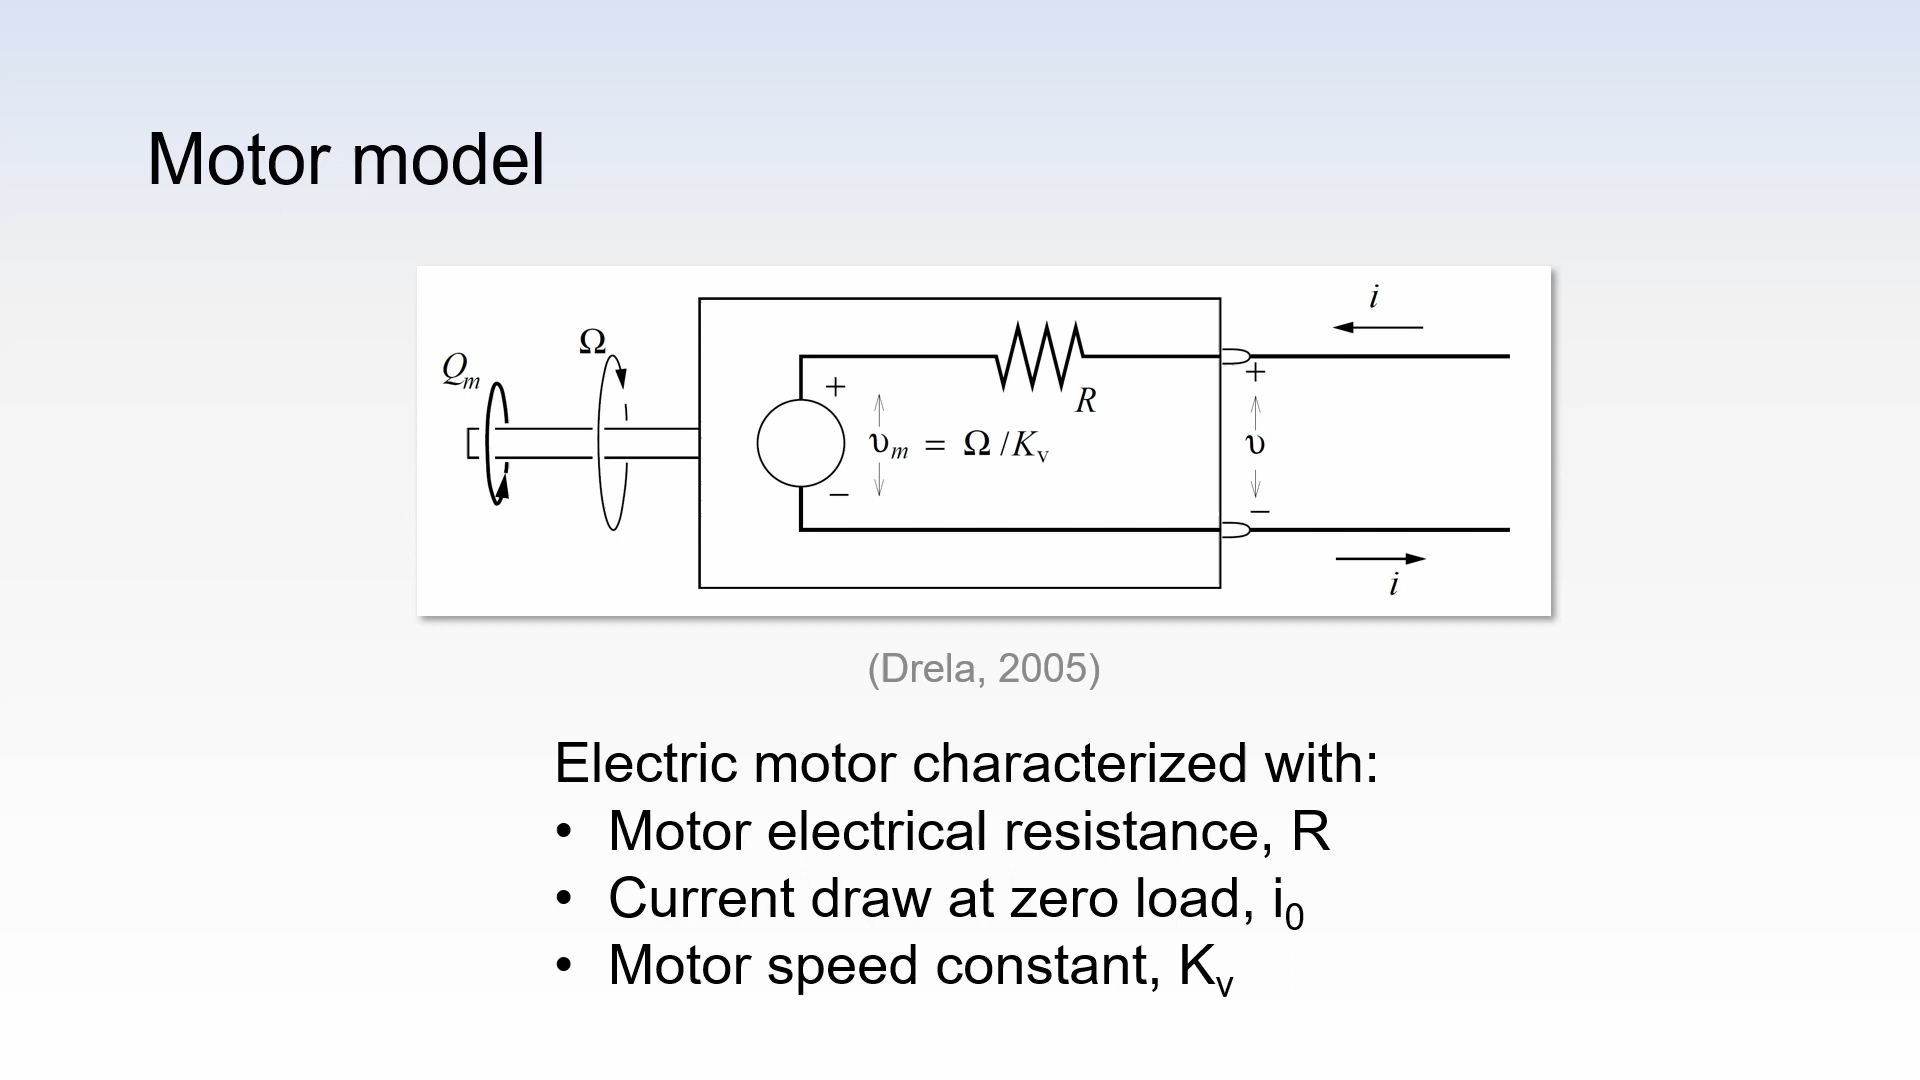 Motor model
i
Ω
Qm
+
R
+
υm = Ω /Kv
υ
−
−
i
(Drela, 2005)
Electric motor characterized with:
• Motor electrical resistance, R
• Current draw at zero load, i0
• Motor speed constant, Kv